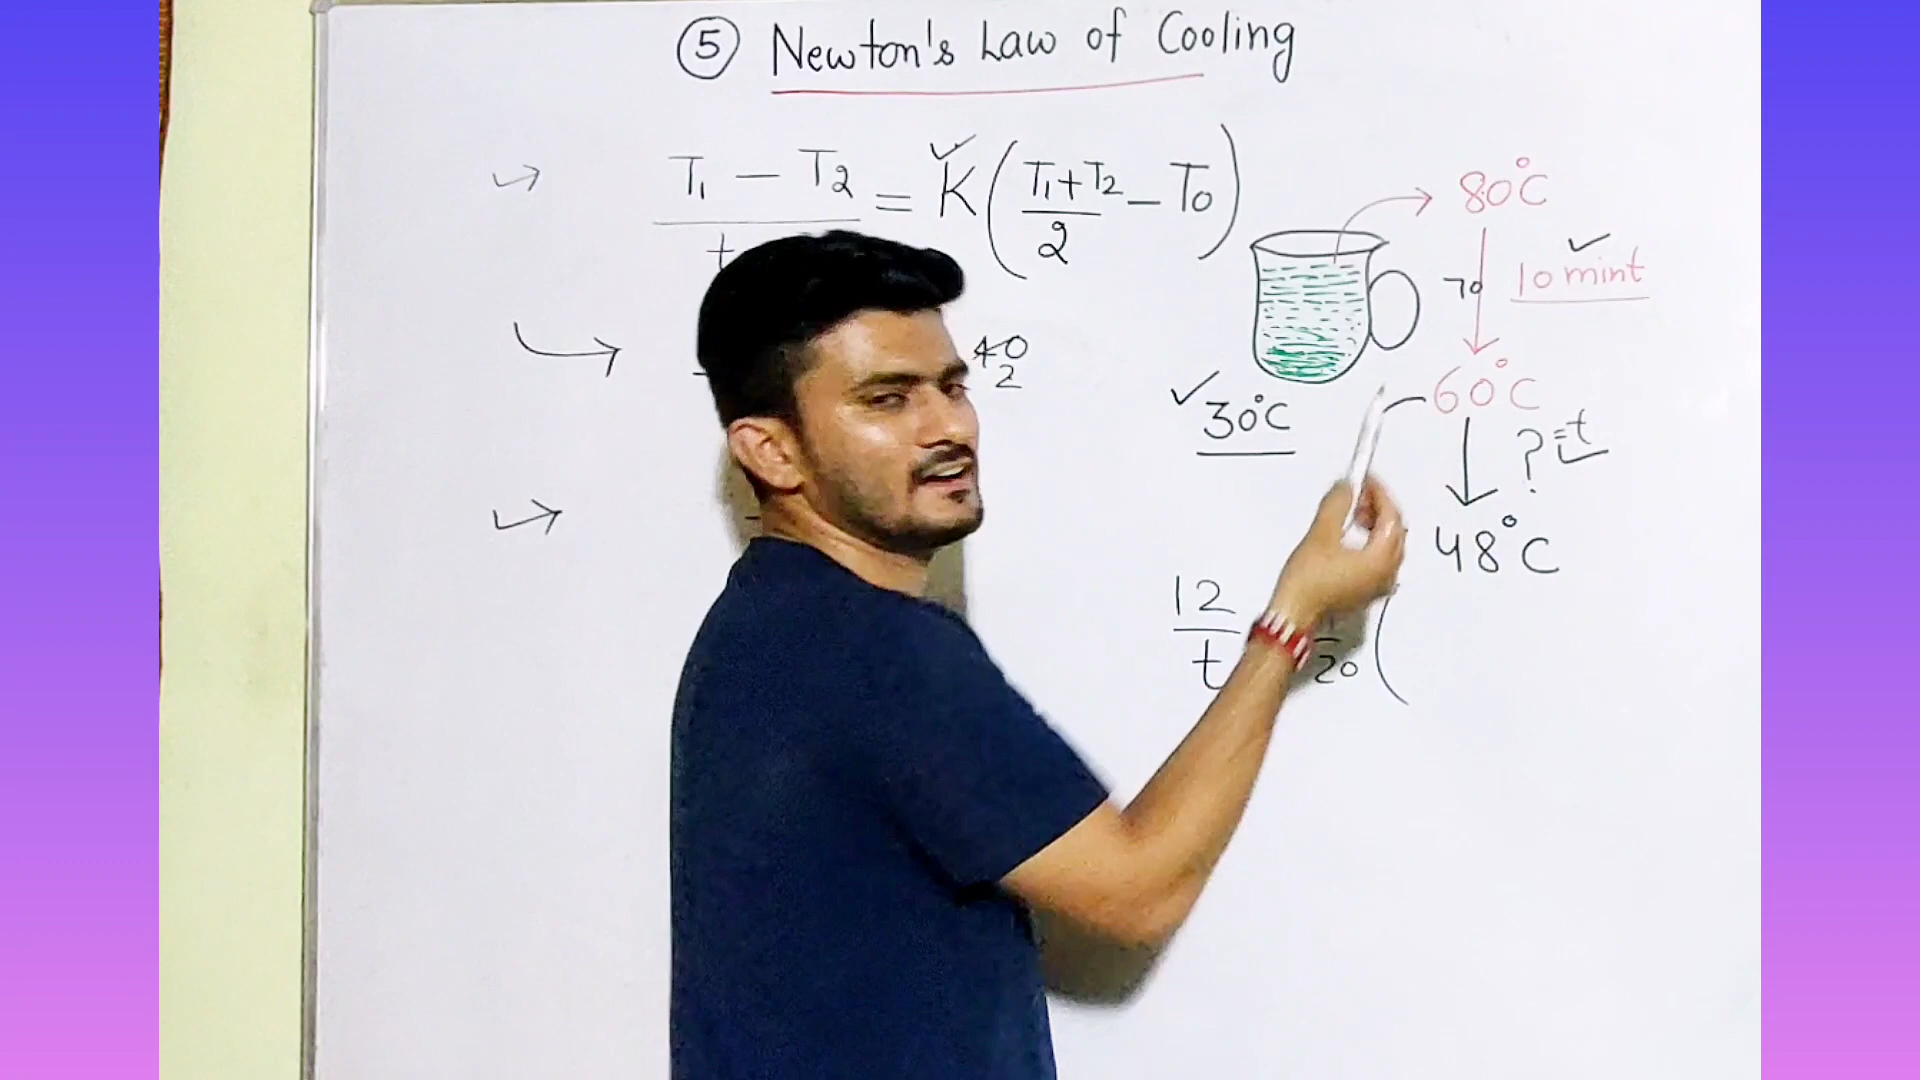 ⑤ Newton's Law of Cooling
T₁ − T₂ = K ( T₁+T₂ − T₀ )
t
2
80°C
10 mint
70
40
2
30°C
60°C
? = t
48°C
12
t
20 (